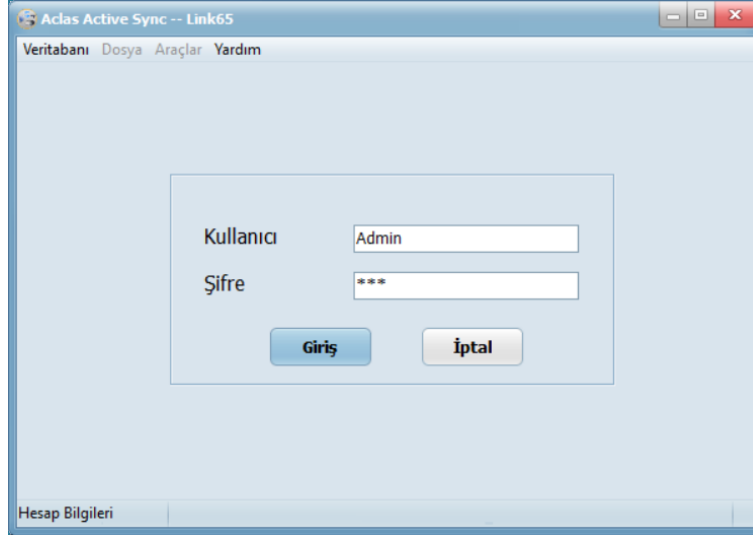 Aclas Active Sync -- Link65
Veritabanı Dosya Araçlar Yardım
Kullanıcı Admin
Şifre ***
Giriş İptal
Hesap Bilgileri